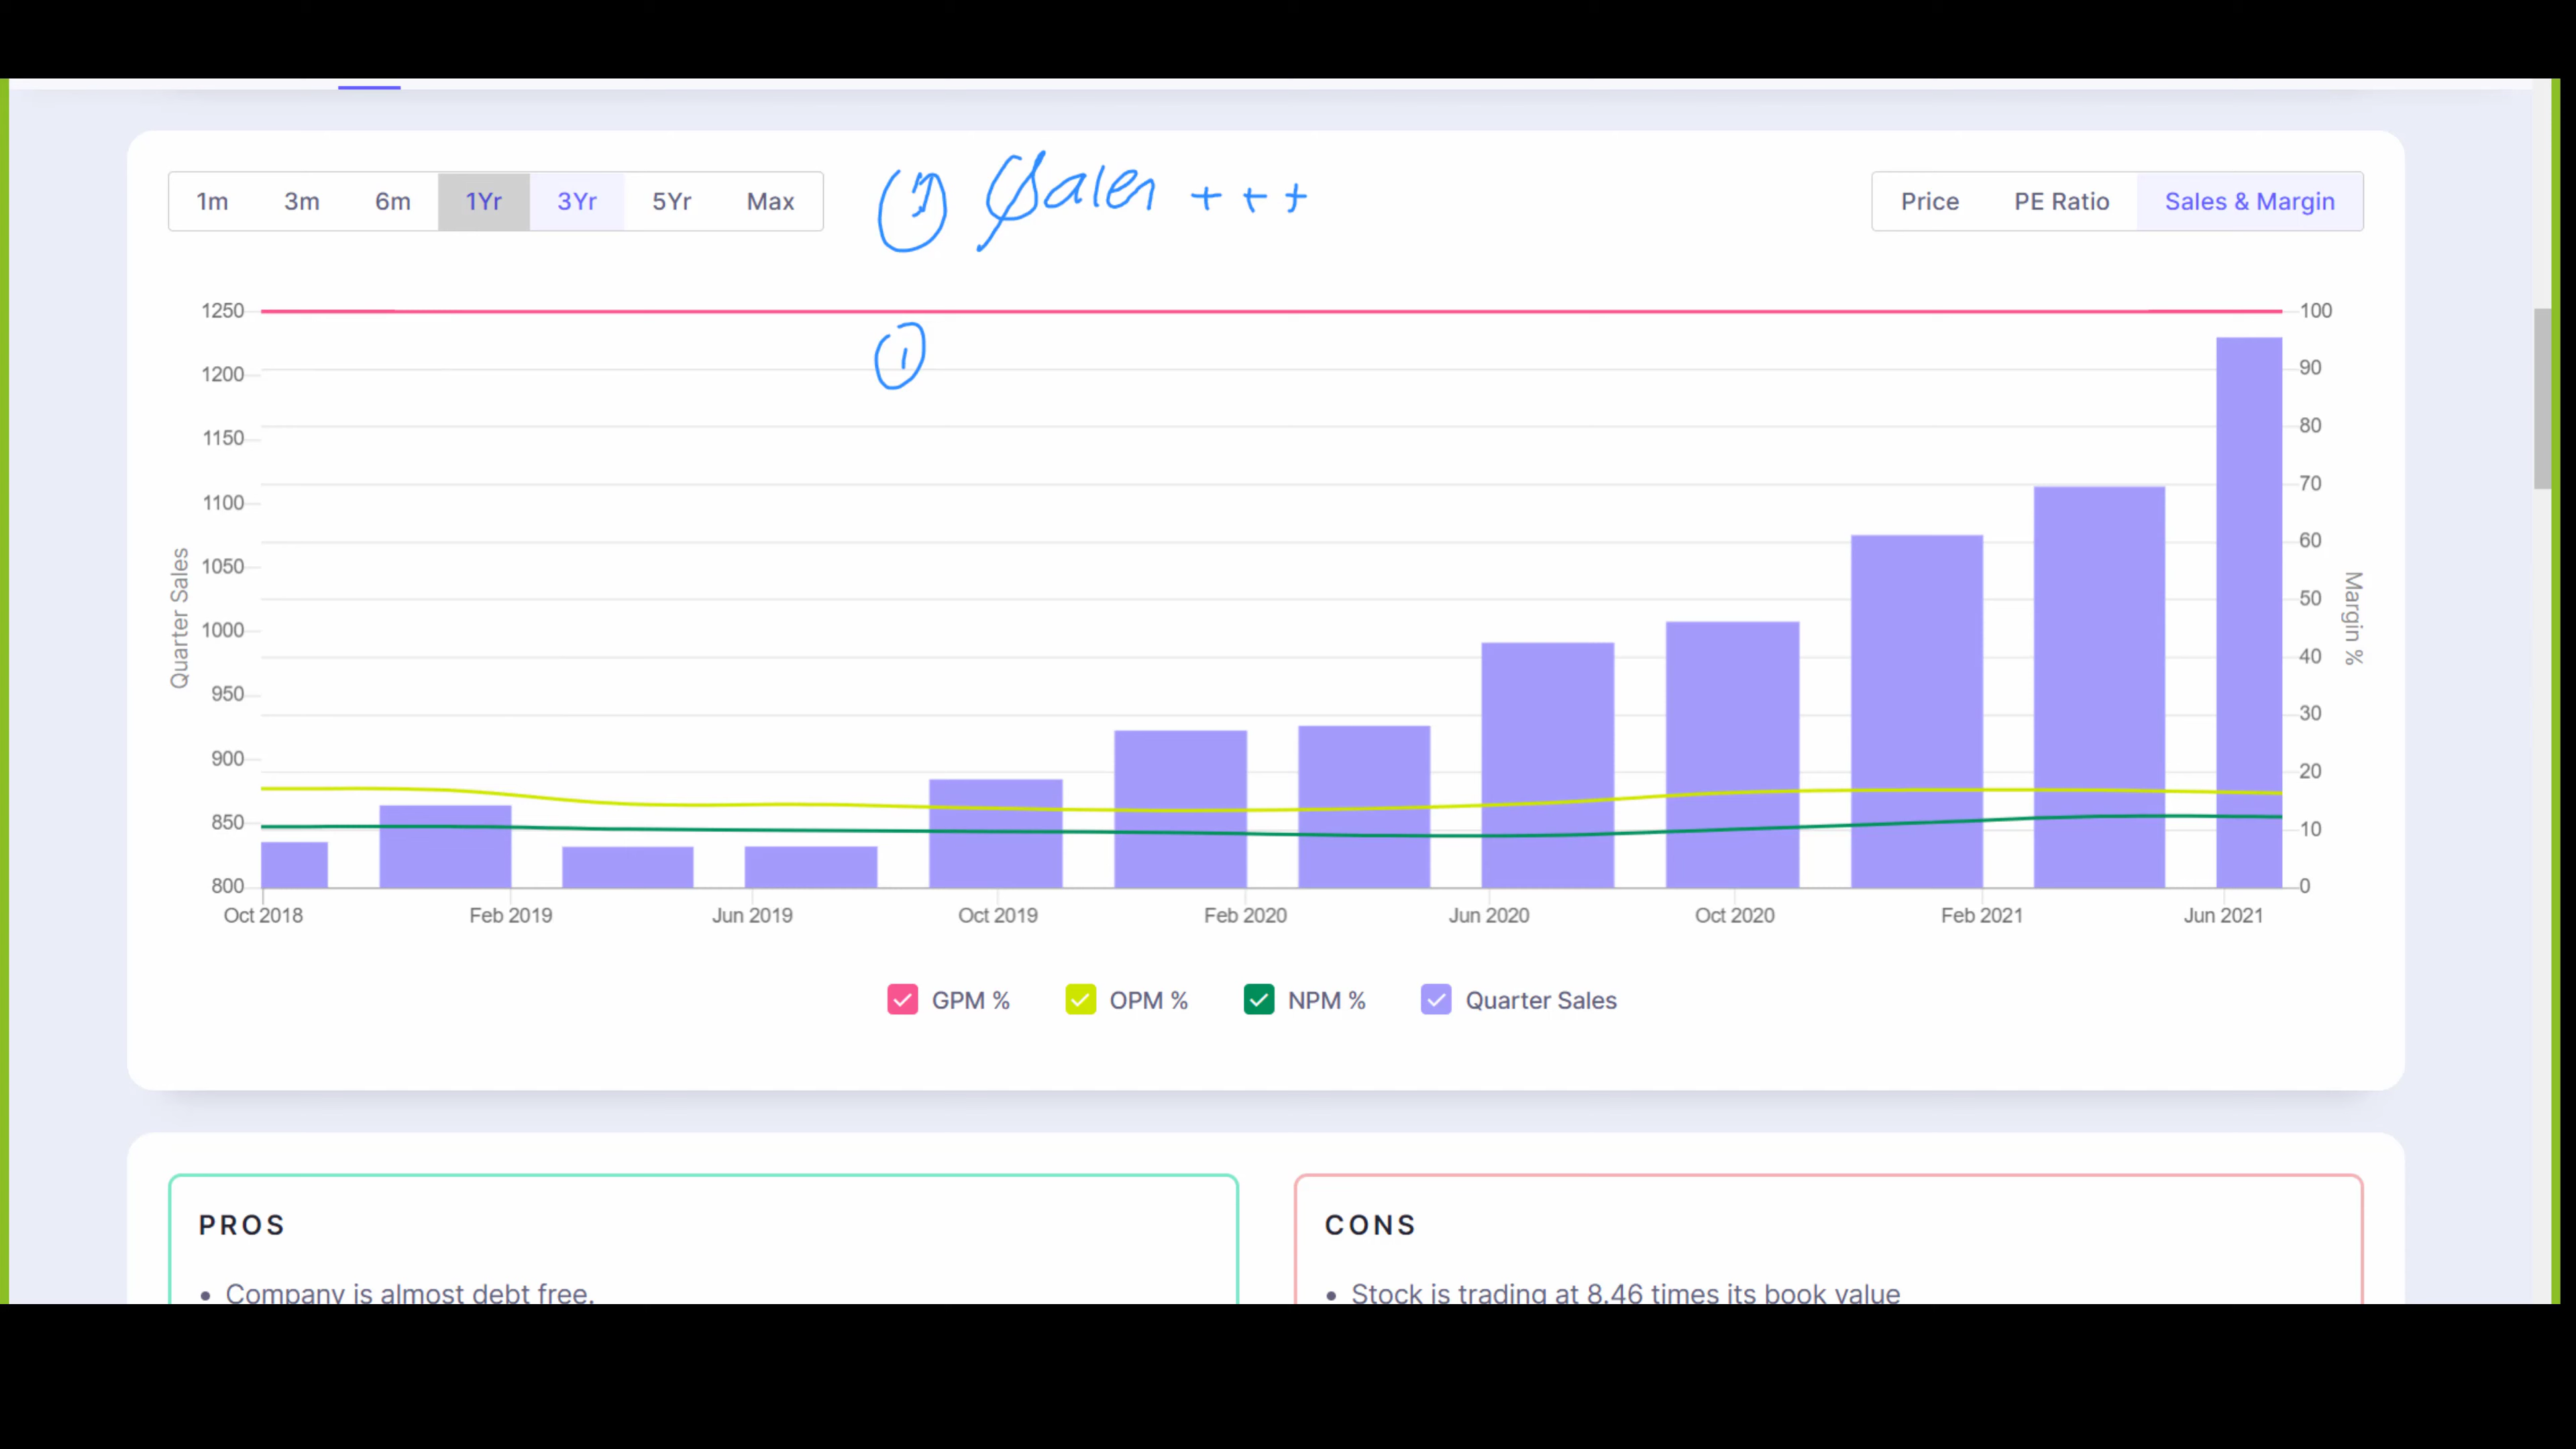 1m 3m 6m 1Yr 3Yr 5Yr Max
① Sales + + +
Price PE Ratio Sales & Margin
①
1250
1200
1150
1100
1050
1000
950
900
850
800
Quarter Sales
100
90
80
70
60
50
40
30
20
10
0
Margin %
Oct 2018 Feb 2019 Jun 2019 Oct 2019 Feb 2020 Jun 2020 Oct 2020 Feb 2021 Jun 2021
GPM % OPM % NPM % Quarter Sales
PROS
• Company is almost debt free.
CONS
• Stock is trading at 8.46 times its book value